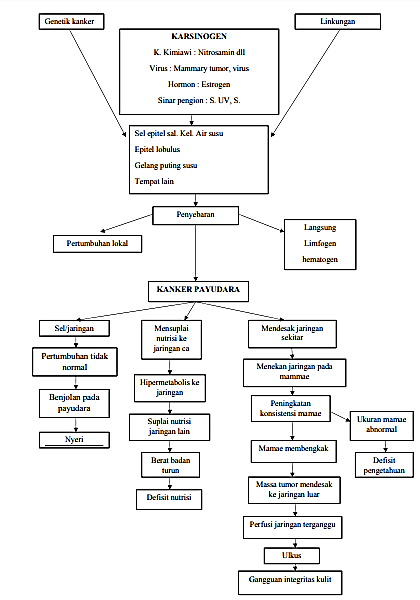 Genetik kanker
Linkungan
KARSINOGEN
K. Kimiawi : Nitrosamin dll
Virus : Mammary tumor, virus
Hormon : Estrogen
Sinar pengion : S. UV, S.
Sel epitel sal. Kel. Air susu
Epitel lobulus
Gelang puting susu
Tempat lain
Penyebaran
Pertumbuhan lokal
Langsung
Limfogen
hematogen
KANKER PAYUDARA
Sel/jaringan
Pertumbuhan tidak
normal
Benjolan pada
payudara
Nyeri
Mensuplai
nutrisi ke
jaringan ca
Hipermetabolis ke
jaringan
Suplai nutrisi
jaringan lain
Berat badan
turun
Defisit nutrisi
Mendesak jaringan
sekitar
Menekan jaringan pada
mammae
Peningkatan
konsistensi mamae
Ukuran mamae
abnormal
Defisit
pengetahuan
Mamae membengkak
Massa tumor mendesak
ke jaringan luar
Perfusi jaringan terganggu
Ulkus
Gangguan integritas kulit